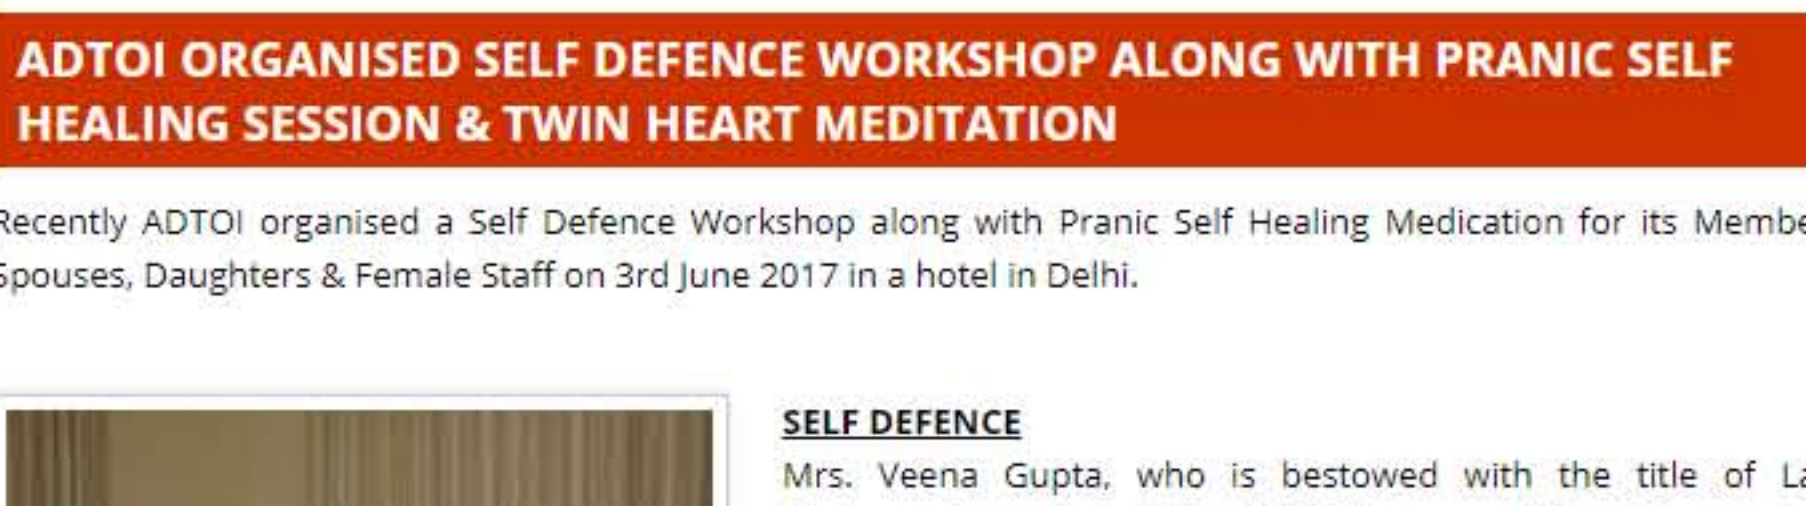 ADTOI ORGANISED SELF DEFENCE WORKSHOP ALONG WITH PRANIC SELF
HEALING SESSION & TWIN HEART MEDITATION
Recently ADTOI organised a Self Defence Workshop along with Pranic Self Healing Medication for its
Spouses, Daughters & Female Staff on 3rd June 2017 in a hotel in Delhi.
SELF DEFENCE
Mrs. Veena Gupta, who is bestowed with the title of